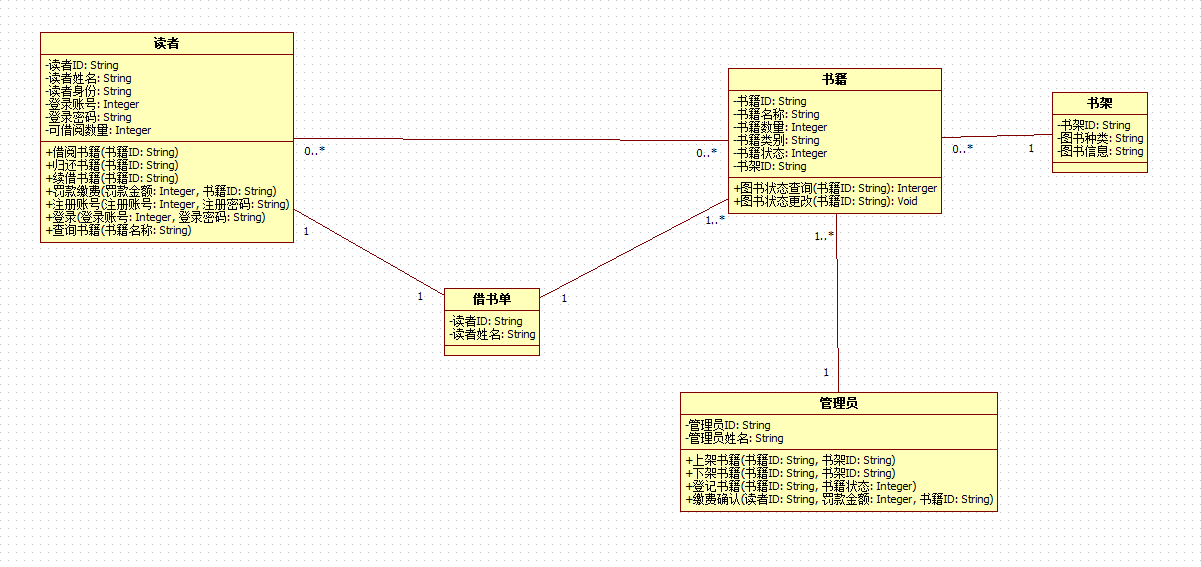 读者
-读者ID: String
-读者姓名: String
-读者身份: String
-登录账号: Integer
-登录密码: String
-可借阅数量: Integer
+借阅书籍(书籍ID: String)
+归还书籍(书籍ID: String)
+续借书籍(书籍ID: String)
+罚款缴费(罚款金额: Integer, 书籍ID: String)
+注册账号(注册账号: Integer, 注册密码: String)
+登录(登录账号: Integer, 登录密码: String)
+查询书籍(书籍名称: String)
0..*
0..*
书籍
-书籍ID: String
-书籍名称: String
-书籍数量: Integer
-书籍类别: String
-书籍状态: Integer
-书架ID: String
+图书状态查询(书籍ID: String): Interger
+图书状态更改(书籍ID: String): Void
0..*
1
书架
-书架ID: String
-图书种类: String
-图书信息: String
1
1
借书单
-读者ID: String
-读者姓名: String
1
1..*
1..*
1
管理员
-管理员ID: String
-管理员姓名: String
+上架书籍(书籍ID: String, 书架ID: String)
+下架书籍(书籍ID: String, 书架ID: String)
+登记书籍(书籍ID: String, 书籍状态: Integer)
+缴费确认(读者ID: String, 罚款金额: Integer, 书籍ID: String)